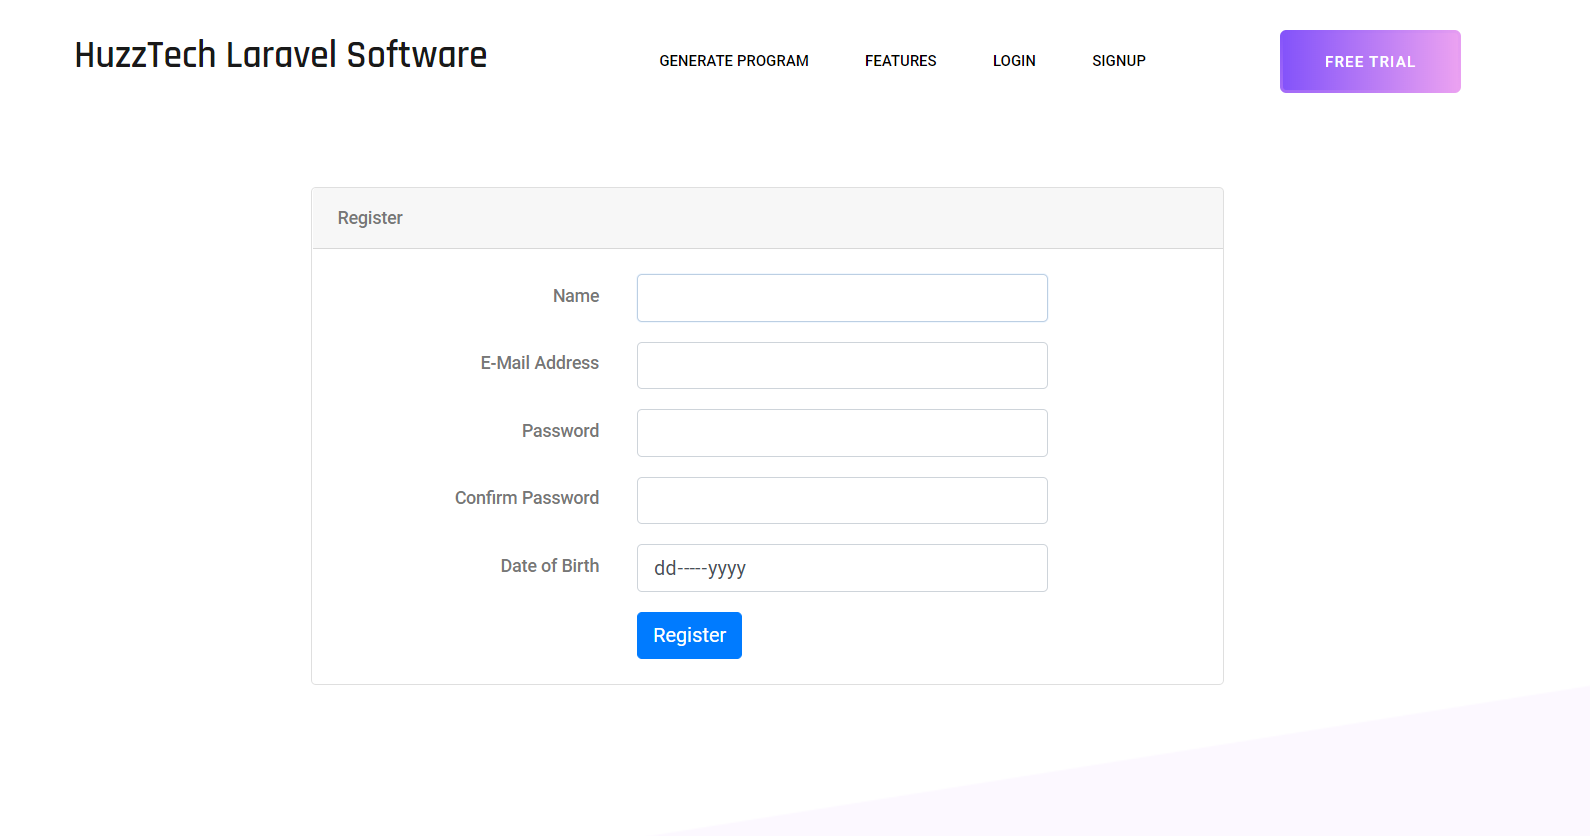 HuzzTech Laravel Software
GENERATE PROGRAM FEATURES LOGIN SIGNUP
FREE TRIAL
Register
Name
E-Mail Address
Password
Confirm Password
Date of Birth dd-----yyyy
Register